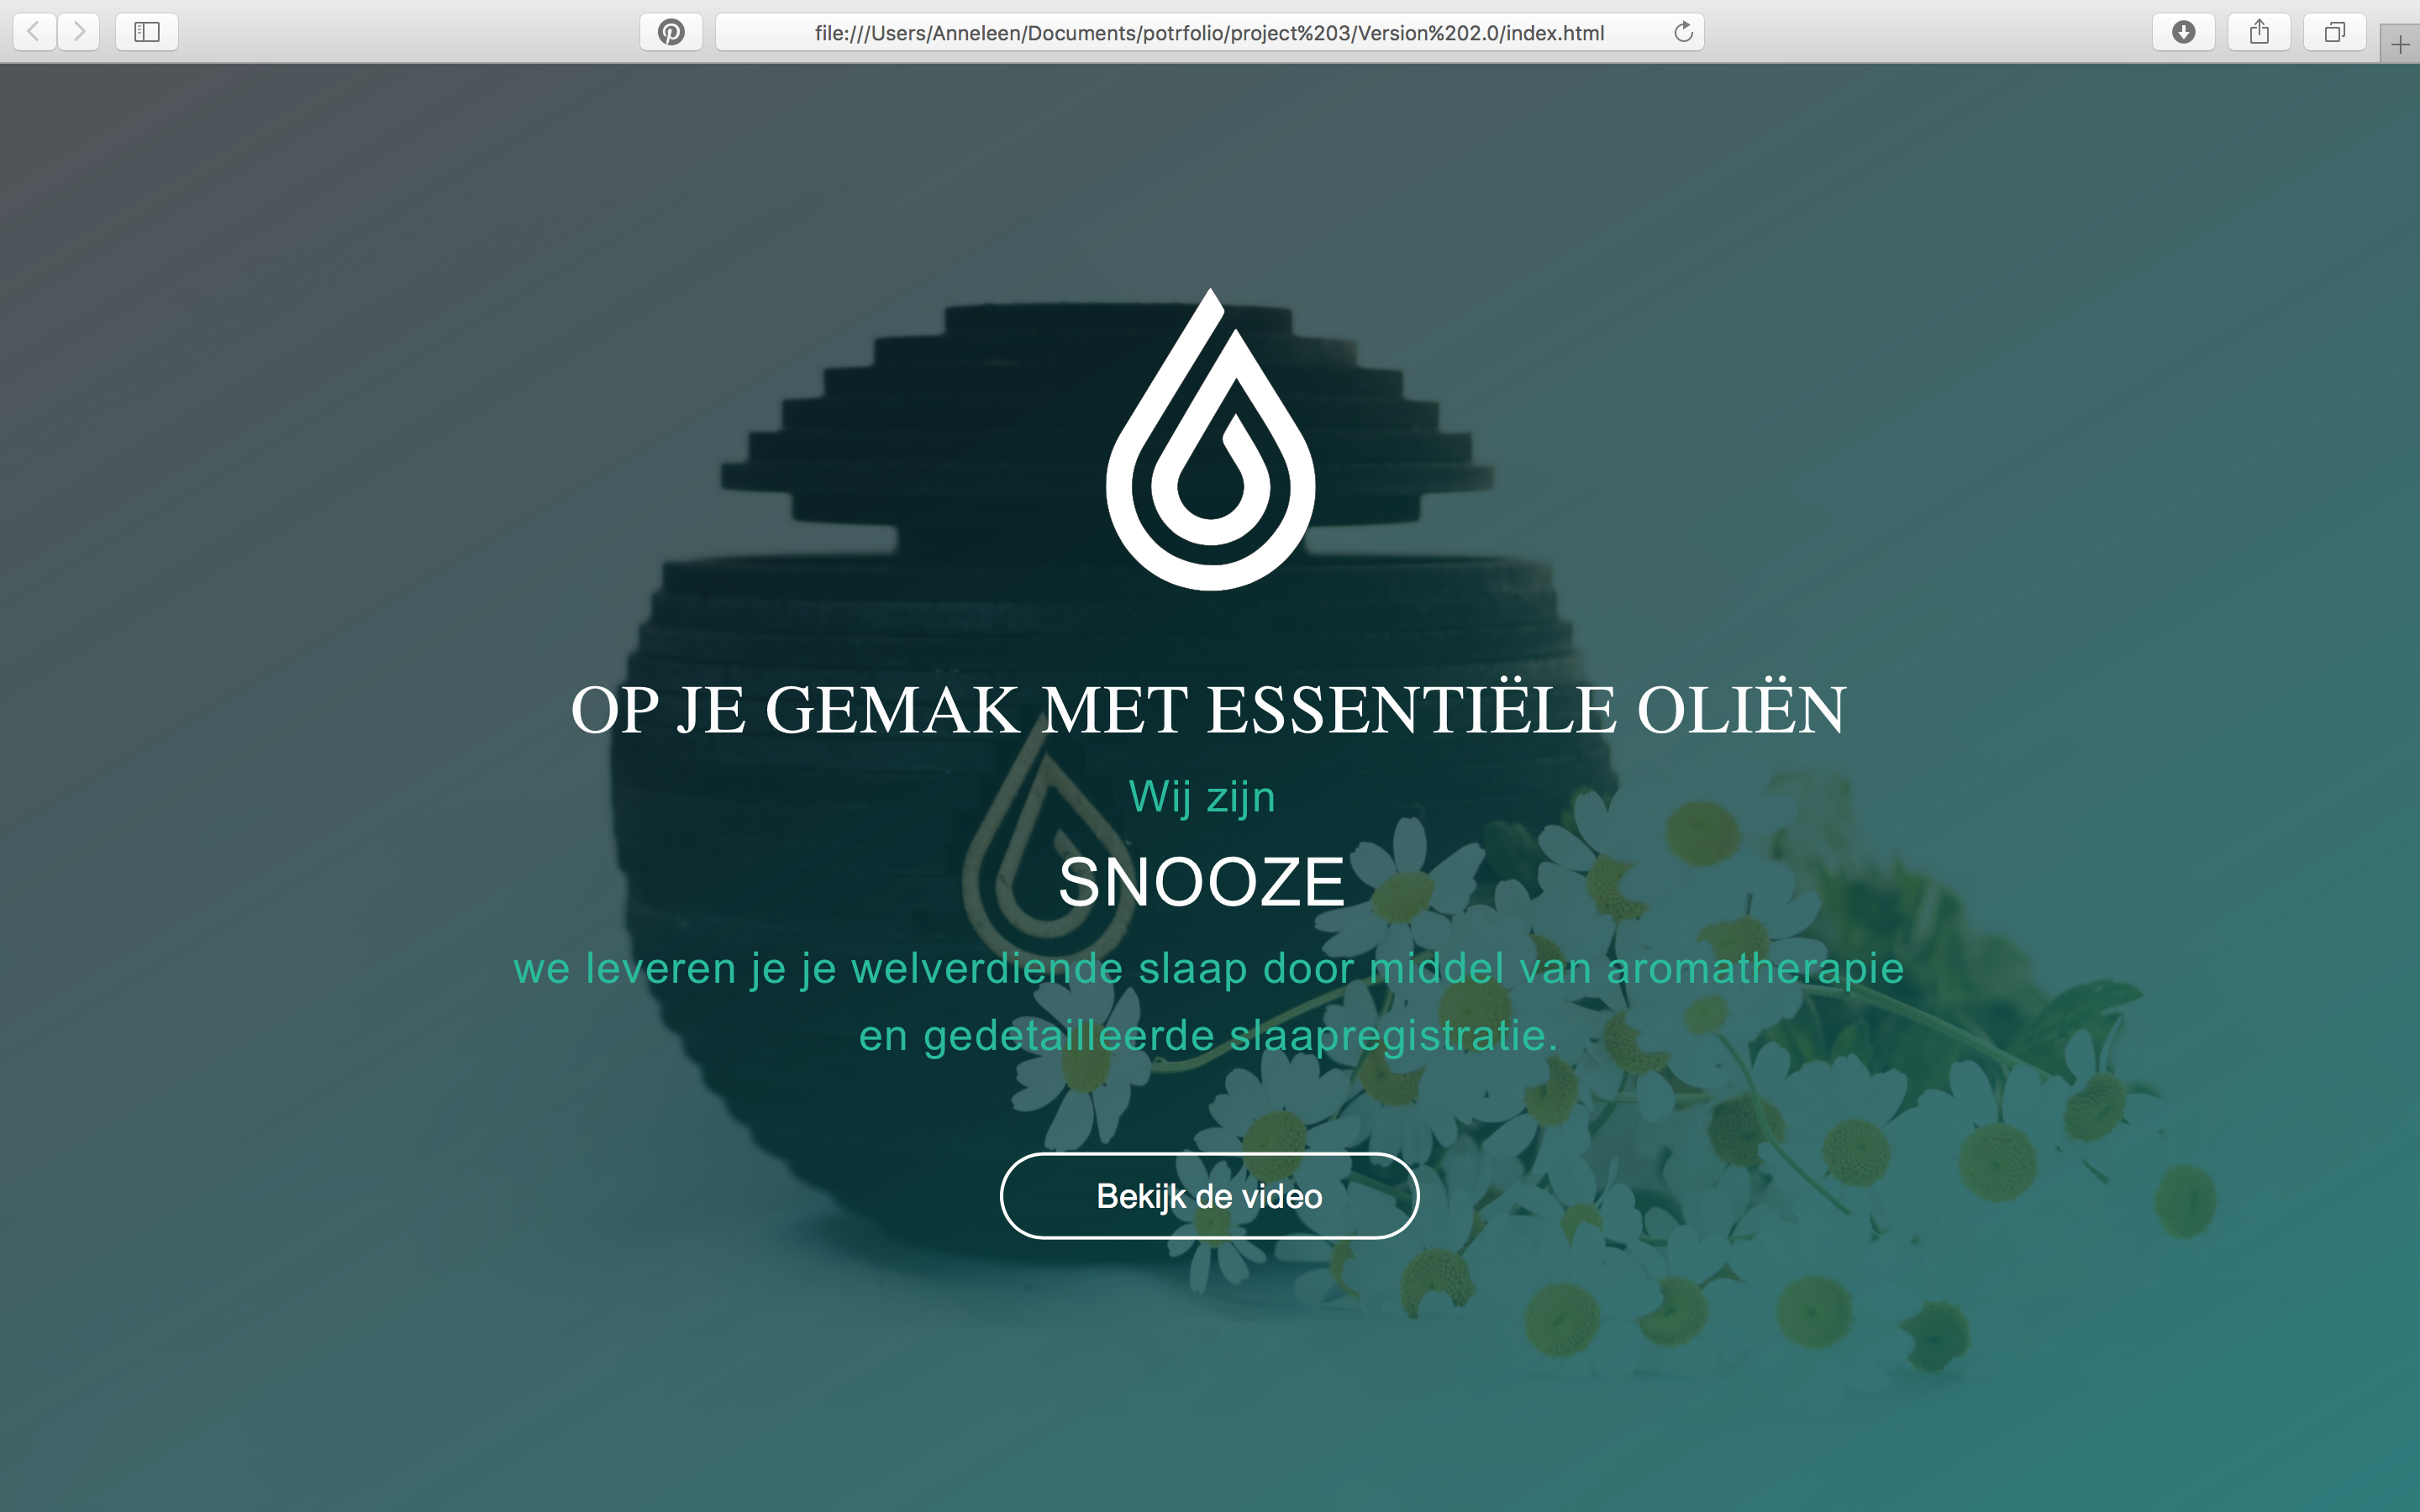 file:///Users/Anneleen/Documents/potrfolio/project%203/Version%202.0/index.html
OP JE GEMAK MET ESSENTIËLE OLIËN
Wij zijn
SNOOZE
we leveren je je welverdiende slaap door middel van aromatherapie
en gedetailleerde slaapregistratie.
Bekijk de video